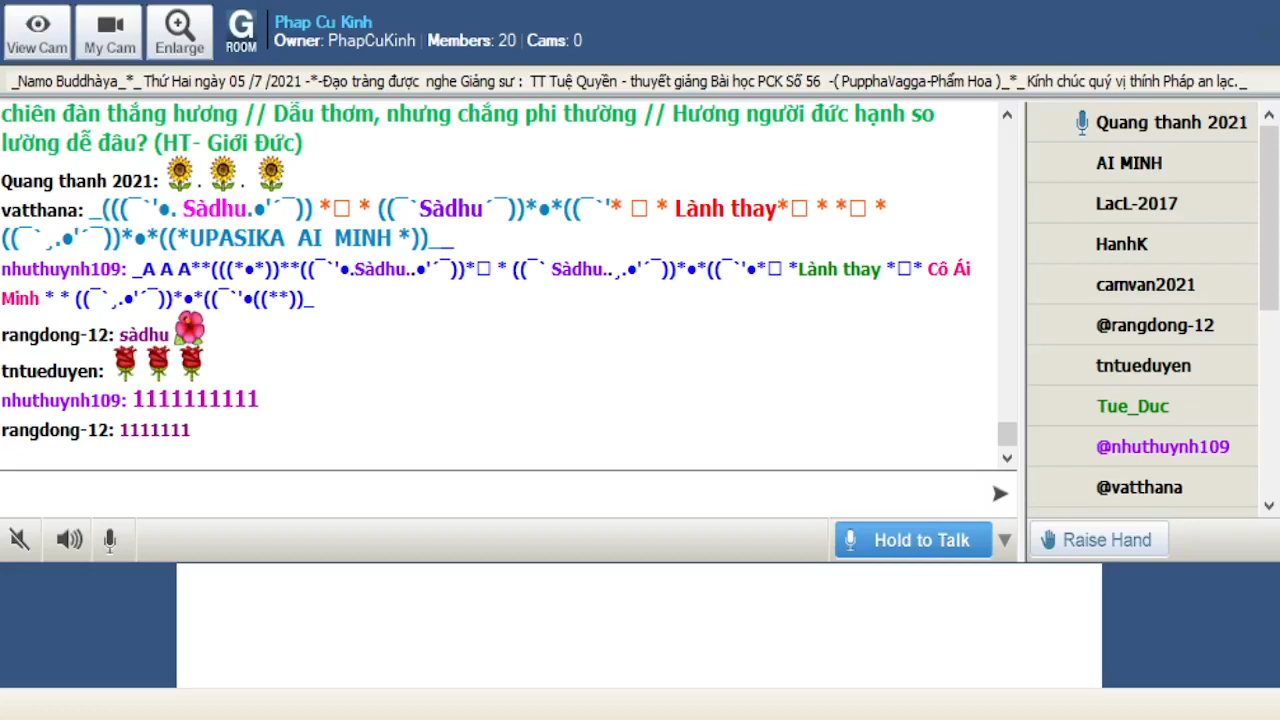 View Cam
My Cam
Enlarge
G
ROOM
Phap Cu Kinh
Owner: PhapCuKinh | Members: 20 | Cams: 0
_Namo Buddhàya_*_ Thứ Hai ngày 05 /7 /2021 -*-Đạo tràng được nghe Giảng sư : TT Tuệ Quyền - thuyết giảng Bài học PCK Số 56 -( PupphaVagga-Phẩm Hoa )_*_ Kính chúc quý vị thính Pháp an lạc._
chiên đàn thắng hương // Dẫu thơm, nhưng chẳng phi thường // Hương người đức hạnh so
lường dễ đâu? (HT- Giới Đức)
Quang thanh 2021: . .
vatthana: _(((¯`'●. Sàdhu.●'´¯)) *□ * ((¯`Sàdhu´¯))*●*((¯`'* □ * Lành thay*□ * *□ *
((¯`¸.●'´¯))*●*((*UPASIKA AI MINH *))__
nhuthuynh109: _A A A**(((*●*))**((¯`'●.Sàdhu..●'´¯))*□ * ((¯` Sàdhu..¸.●'´¯))*●*((¯`'●*□ *Lành thay *□* Cô Ái
Minh * * ((¯`¸.●'´¯))*●*((¯`'●((**))_
rangdong-12: sàdhu
tntueduyen:
nhuthuynh109: 1111111111
rangdong-12: 1111111
Hold to Talk
Quang thanh 2021
AI MINH
LacL-2017
HanhK
camvan2021
@rangdong-12
tntueduyen
Tue_Duc
@nhuthuynh109
@vatthana
Raise Hand